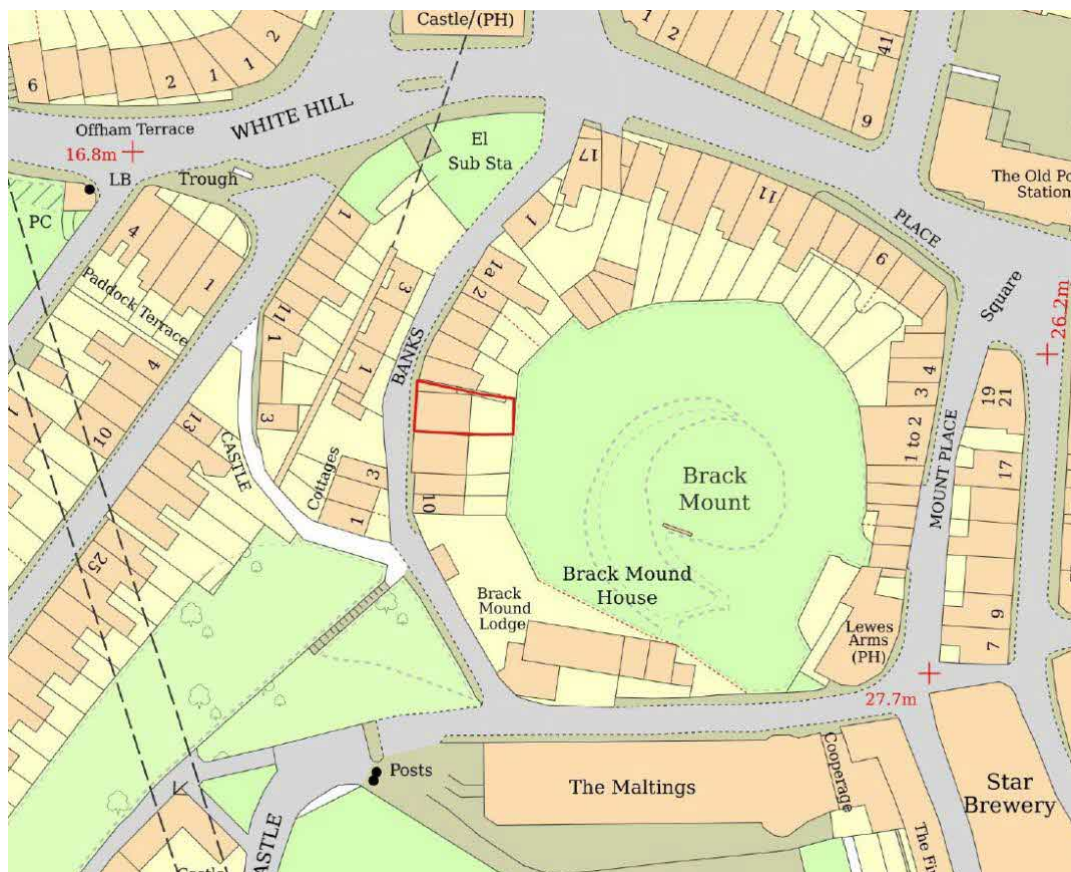 Castle (PH)
1
2
41
6
2
1
1
2
6
Offham Terrace
WHITE HILL
16.8m
LB
Trough
El
Sub Sta
17
11
PLACE
The Old
Station
PC
4
1
Paddock Terrace
1
1
1a
2
3
6
Square
26.2m
BANKS
11
1
1
4
3
19
21
4
3
13
10
CASTLE
Cottages
3
1
10
1 to 2
17
MOUNT PLACE
Brack
Mount
25
Brack Mound
House
Brack
Mound
Lodge
Lewes
Arms
(PH)
9
7
27.7m
Posts
The Maltings
Cooperage
Star
Brewery
CASTLE
Castle
The